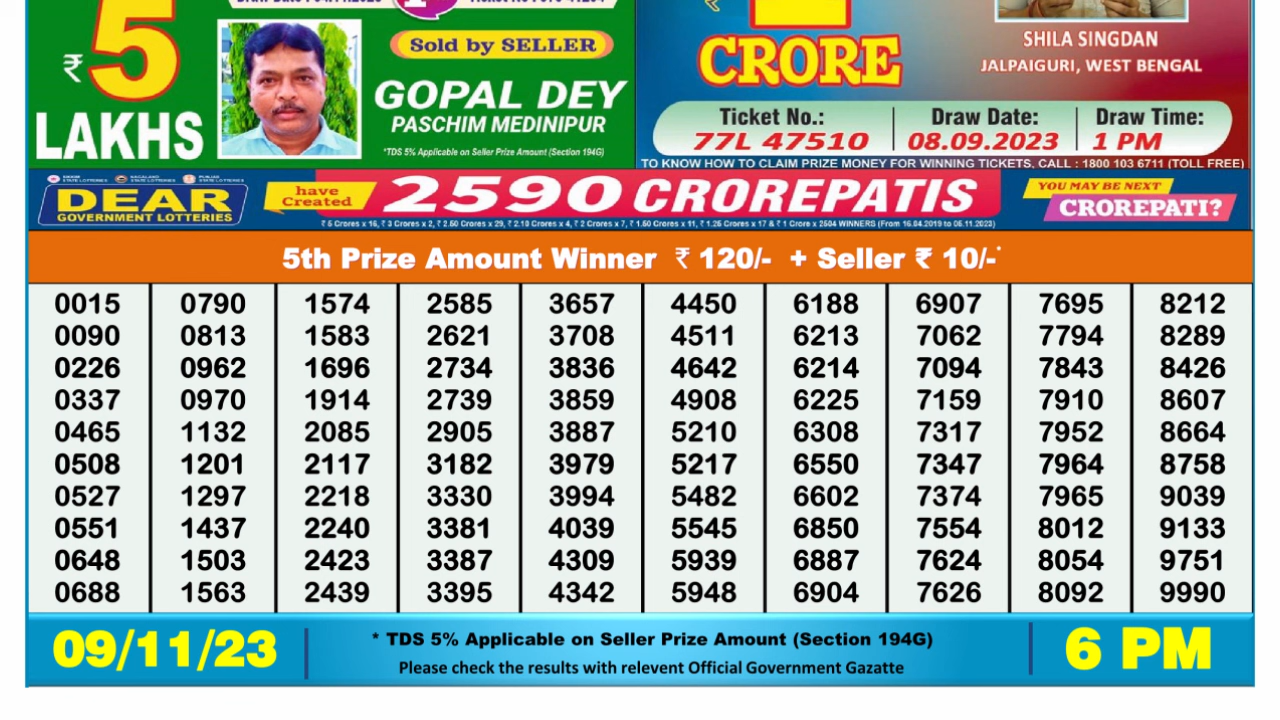 ₹ 5
LAKHS
Sold by SELLER
GOPAL DEY
PASCHIM MEDINIPUR
*TDS 5% Applicable on Seller Prize Amount (Section 194G)
CRORE
SHILA SINGDAN
JALPAIGURI, WEST BENGAL
Ticket No.: Draw Date: Draw Time:
77L 47510 08.09.2023 1 PM
TO KNOW HOW TO CLAIM PRIZE MONEY FOR WINNING TICKETS, CALL : 1800 103 6711 (TOLL FREE)
DEAR
GOVERNMENT LOTTERIES
have
Created
2590 CROREPATIS
YOU MAY BE NEXT
CROREPATI?
5th Prize Amount Winner ₹ 120/- + Seller ₹ 10/-*
0015 0790 1574 2585 3657 4450 6188 6907 7695 8212
0090 0813 1583 2621 3708 4511 6213 7062 7794 8289
0226 0962 1696 2734 3836 4642 6214 7094 7843 8426
0337 0970 1914 2739 3859 4908 6225 7159 7910 8607
0465 1132 2085 2905 3887 5210 6308 7317 7952 8664
0508 1201 2117 3182 3979 5217 6550 7347 7964 8758
0527 1297 2218 3330 3994 5482 6602 7374 7965 9039
0551 1437 2240 3381 4039 5545 6850 7554 8012 9133
0648 1503 2423 3387 4309 5939 6887 7624 8054 9751
0688 1563 2439 3395 4342 5948 6904 7626 8092 9990
09/11/23
* TDS 5% Applicable on Seller Prize Amount (Section 194G)
Please check the results with relevent Official Government Gazatte
6 PM